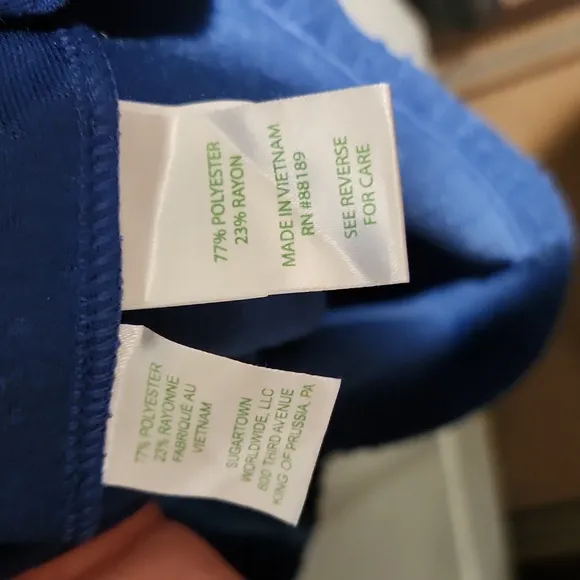 77% POLYESTER
23% RAYON
MADE IN VIETNAM
RN #88189
SEE REVERSE
FOR CARE
77% POLYESTER
23% RAYONNE
FABRIQUÉ AU
VIETNAM
SUGARTOWN
WORLDWIDE, LLC
800 THIRD AVENUE
KING OF PRUSSIA, PA